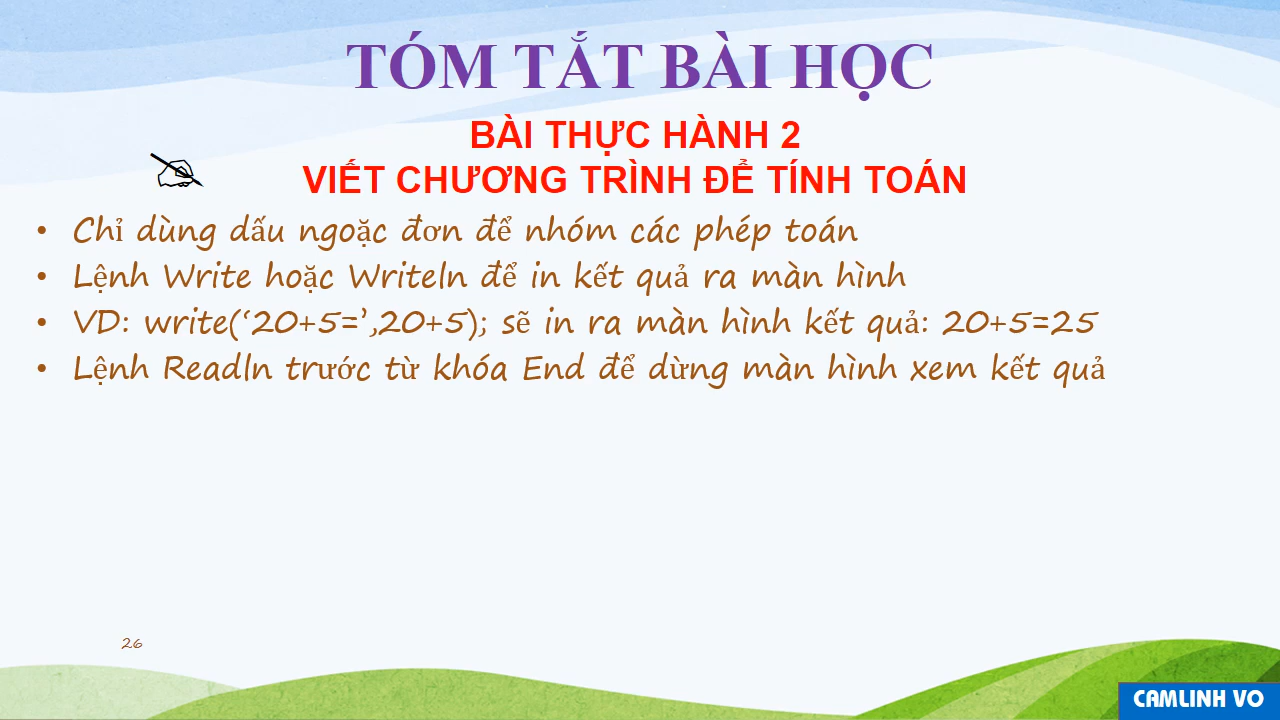 TÓM TẮT BÀI HỌC
BÀI THỰC HÀNH 2
VIẾT CHƯƠNG TRÌNH ĐỂ TÍNH TOÁN
• Chỉ dùng dấu ngoặc đơn để nhóm các phép toán
• Lệnh Write hoặc Writeln để in kết quả ra màn hình
• VD: write(‘20+5=’,20+5); sẽ in ra màn hình kết quả: 20+5=25
• Lệnh Readln trước từ khóa End để dừng màn hình xem kết quả
26
CAMLINH VO